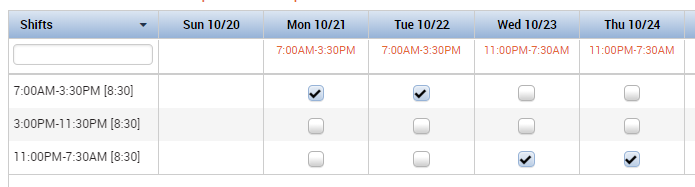 Shifts Sun 10/20 Mon 10/21 Tue 10/22 Wed 10/23 Thu 10/24
7:00AM-3:30PM 7:00AM-3:30PM 11:00PM-7:30AM 11:00PM-7:30AM
7:00AM-3:30PM [8:30]
3:00PM-11:30PM [8:30]
11:00PM-7:30AM [8:30]